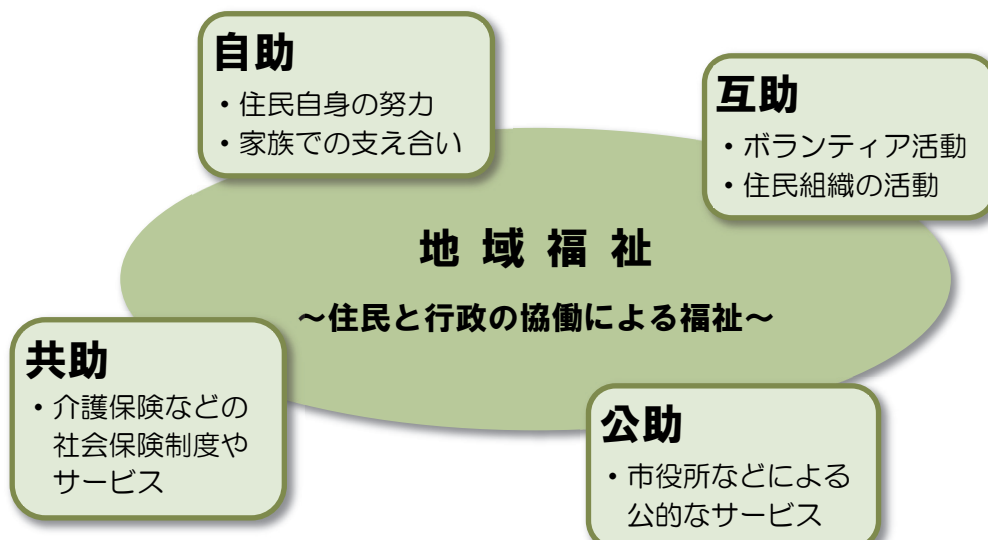 自助
・住民自身の努力
・家族での支え合い
互助
・ボランティア活動
・住民組織の活動
地域福祉
～住民と行政の協働による福祉～
共助
・介護保険などの
社会保険制度や
サービス
公助
・市役所などによる
公的なサービス